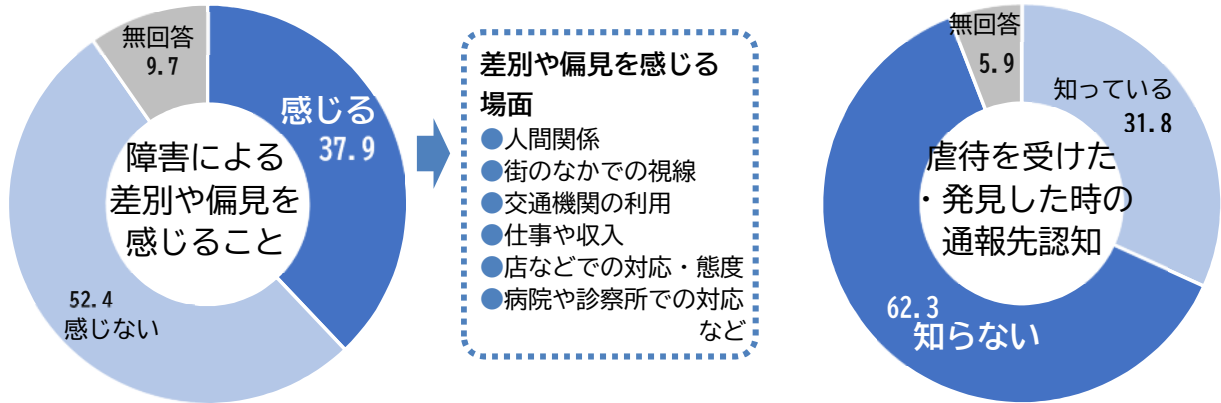 無回答
9.7
感じる
37.9
障害による
差別や偏見を
感じること
52.4
感じない
差別や偏見を感じる
場面
●人間関係
●街のなかでの視線
●交通機関の利用
●仕事や収入
●店などでの対応・態度
●病院や診察所での対応
など
無回答
5.9
知っている
31.8
虐待を受けた
・発見した時の
通報先認知
62.3
知らない